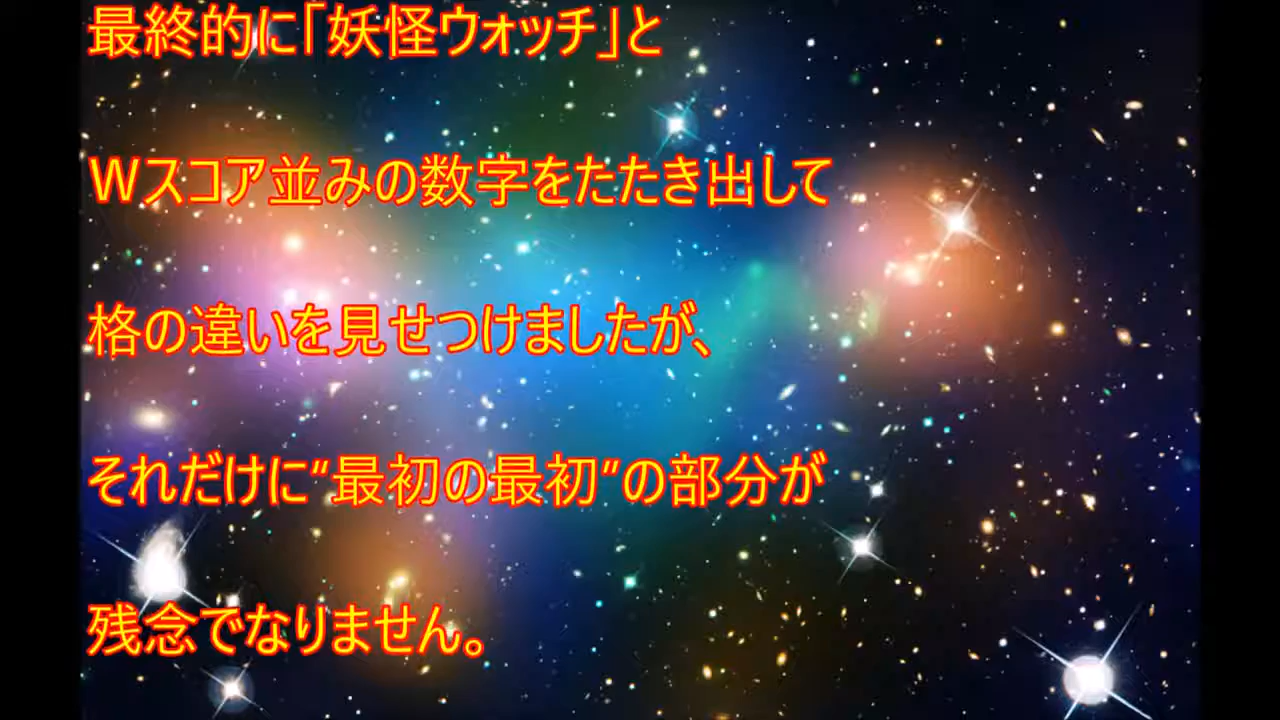 最終的に「妖怪ウォッチ」と
Ｗスコア並みの数字をたたき出して
格の違いを見せつけましたが、
それだけに”最初の最初”の部分が
残念でなりません。